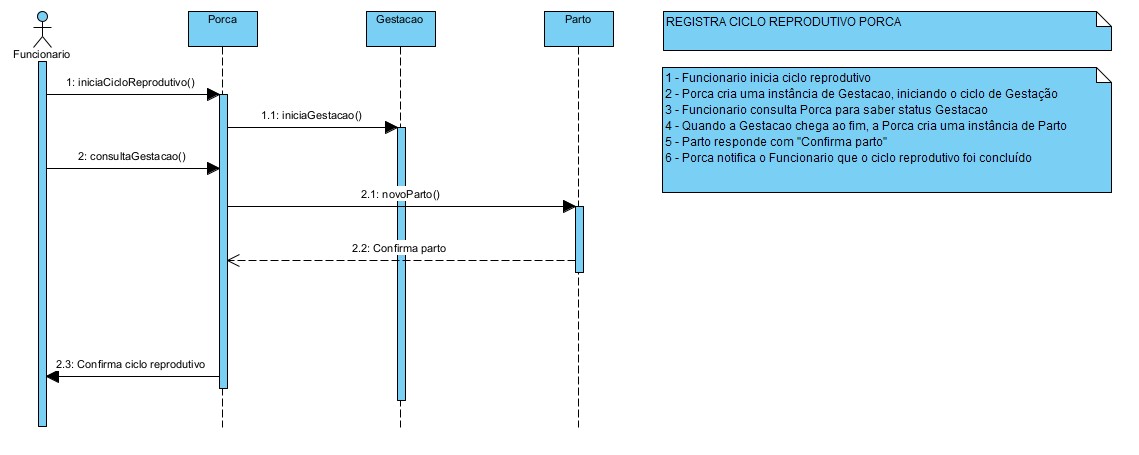 Funcionario
Porca
Gestacao
Parto
1: iniciaCicloReprodutivo()
1.1: iniciaGestacao()
2: consultaGestacao()
2.1: novoParto()
2.2: Confirma parto
2.3: Confirma ciclo reprodutivo
REGISTRA CICLO REPRODUTIVO PORCA
1 - Funcionario inicia ciclo reprodutivo
2 - Porca cria uma instância de Gestacao, iniciando o ciclo de Gestação
3 - Funcionario consulta Porca para saber status Gestacao
4 - Quando a Gestacao chega ao fim, a Porca cria uma instância de Parto
5 - Parto responde com "Confirma parto"
6 - Porca notifica o Funcionario que o ciclo reprodutivo foi concluído